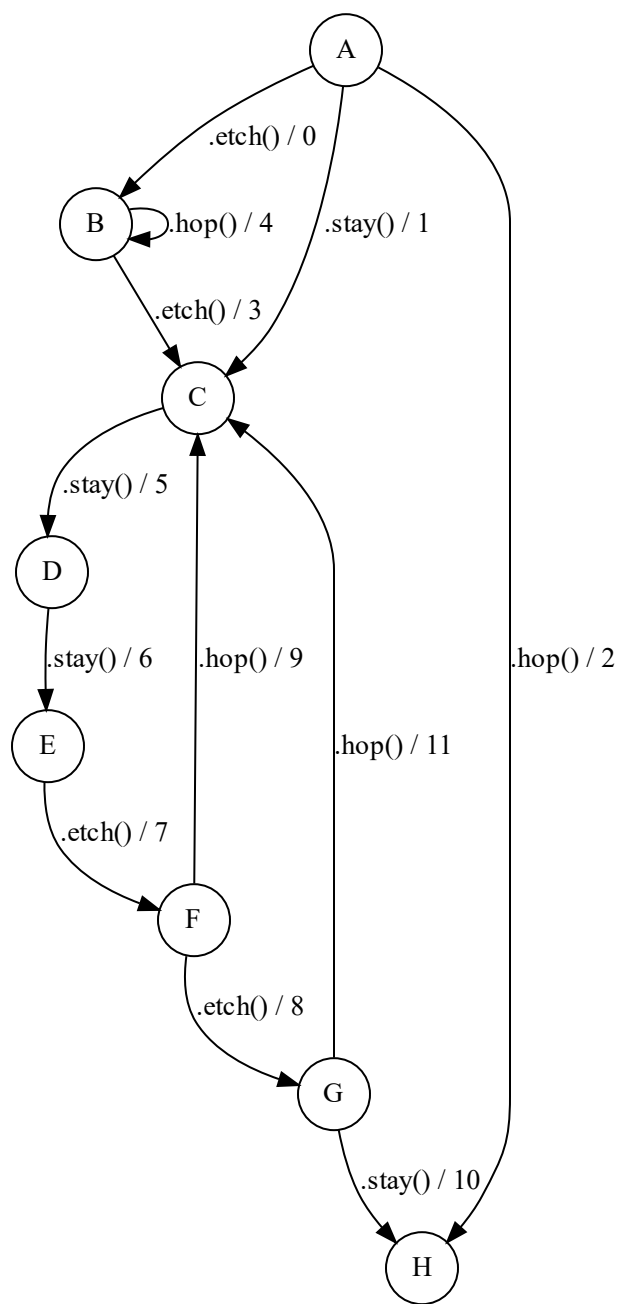 A
.etch() / 0
B
.hop() / 4
.stay() / 1
.etch() / 3
C
.stay() / 5
D
.stay() / 6
.hop() / 9
.hop() / 2
E
.hop() / 11
.etch() / 7
F
.etch() / 8
G
.stay() / 10
H